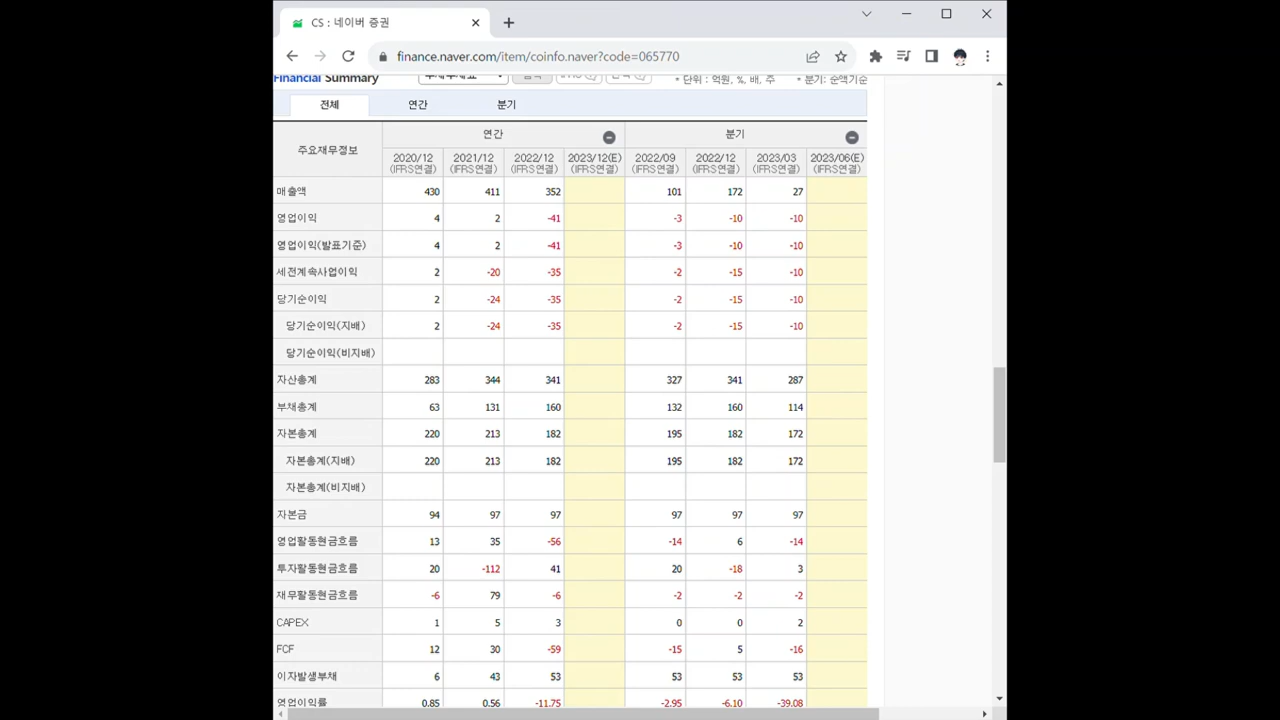 CS : 네이버 증권
finance.naver.com/item/coinfo.naver?code=065770
Financial Summary
* 단위 : 억원, %, 배, 주 * 분기: 순액기준
전체 연간 분기
주요재무정보 연간 분기
2020/12 2021/12 2022/12 2023/12(E) 2022/09 2022/12 2023/03 2023/06(E)
(IFRS연결) (IFRS연결) (IFRS연결) (IFRS연결) (IFRS연결) (IFRS연결) (IFRS연결) (IFRS연결)
매출액 430 411 352 101 172 27
영업이익 4 2 -41 -3 -10 -10
영업이익(발표기준) 4 2 -41 -3 -10 -10
세전계속사업이익 2 -20 -35 -2 -15 -10
당기순이익 2 -24 -35 -2 -15 -10
당기순이익(지배) 2 -24 -35 -2 -15 -10
당기순이익(비지배)
자산총계 283 344 341 327 341 287
부채총계 63 131 160 132 160 114
자본총계 220 213 182 195 182 172
자본총계(지배) 220 213 182 195 182 172
자본총계(비지배)
자본금 94 97 97 97 97 97
영업활동현금흐름 13 35 -56 -14 6 -14
투자활동현금흐름 20 -112 41 20 -18 3
재무활동현금흐름 -6 79 -6 -2 -2 -2
CAPEX 1 5 3 0 0 2
FCF 12 30 -59 -15 5 -16
이자발생부채 6 43 53 53 53 53
영업이익률 0.85 0.56 -11.75 -2.95 -6.10 -39.08